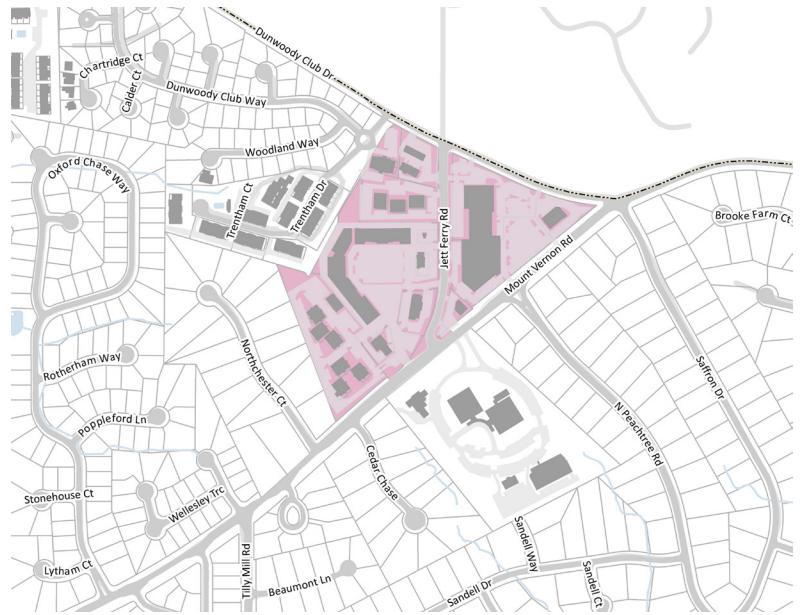 Dunwoody Club Dr
Chartridge Ct
Calder Ct
Dunwoody Club Way
Woodland Way
Oxford Chase Way
Trentham Ct
Trentham Dr
Jett Ferry Rd
Brooke Farm Ct
Mount Vernon Rd
Rotherham Way
Northchester Ct
Saffron Dr
Poppleford Ln
N Peachtree Rd
Cedar Chase
Stonehouse Ct
Wellesley Trc
Sandell Way
Lytham Ct
Tilly Mill Rd
Beaumont Ln
Sandell Dr
Sandell Ct